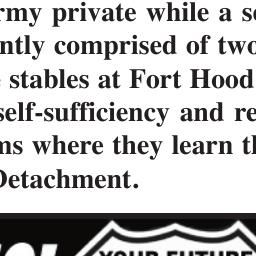 rmy private while a s
ntly comprised of two
stables at Fort Hood
self-sufficiency and re
ms where they learn th
Detachment.
YOUR FUTURE